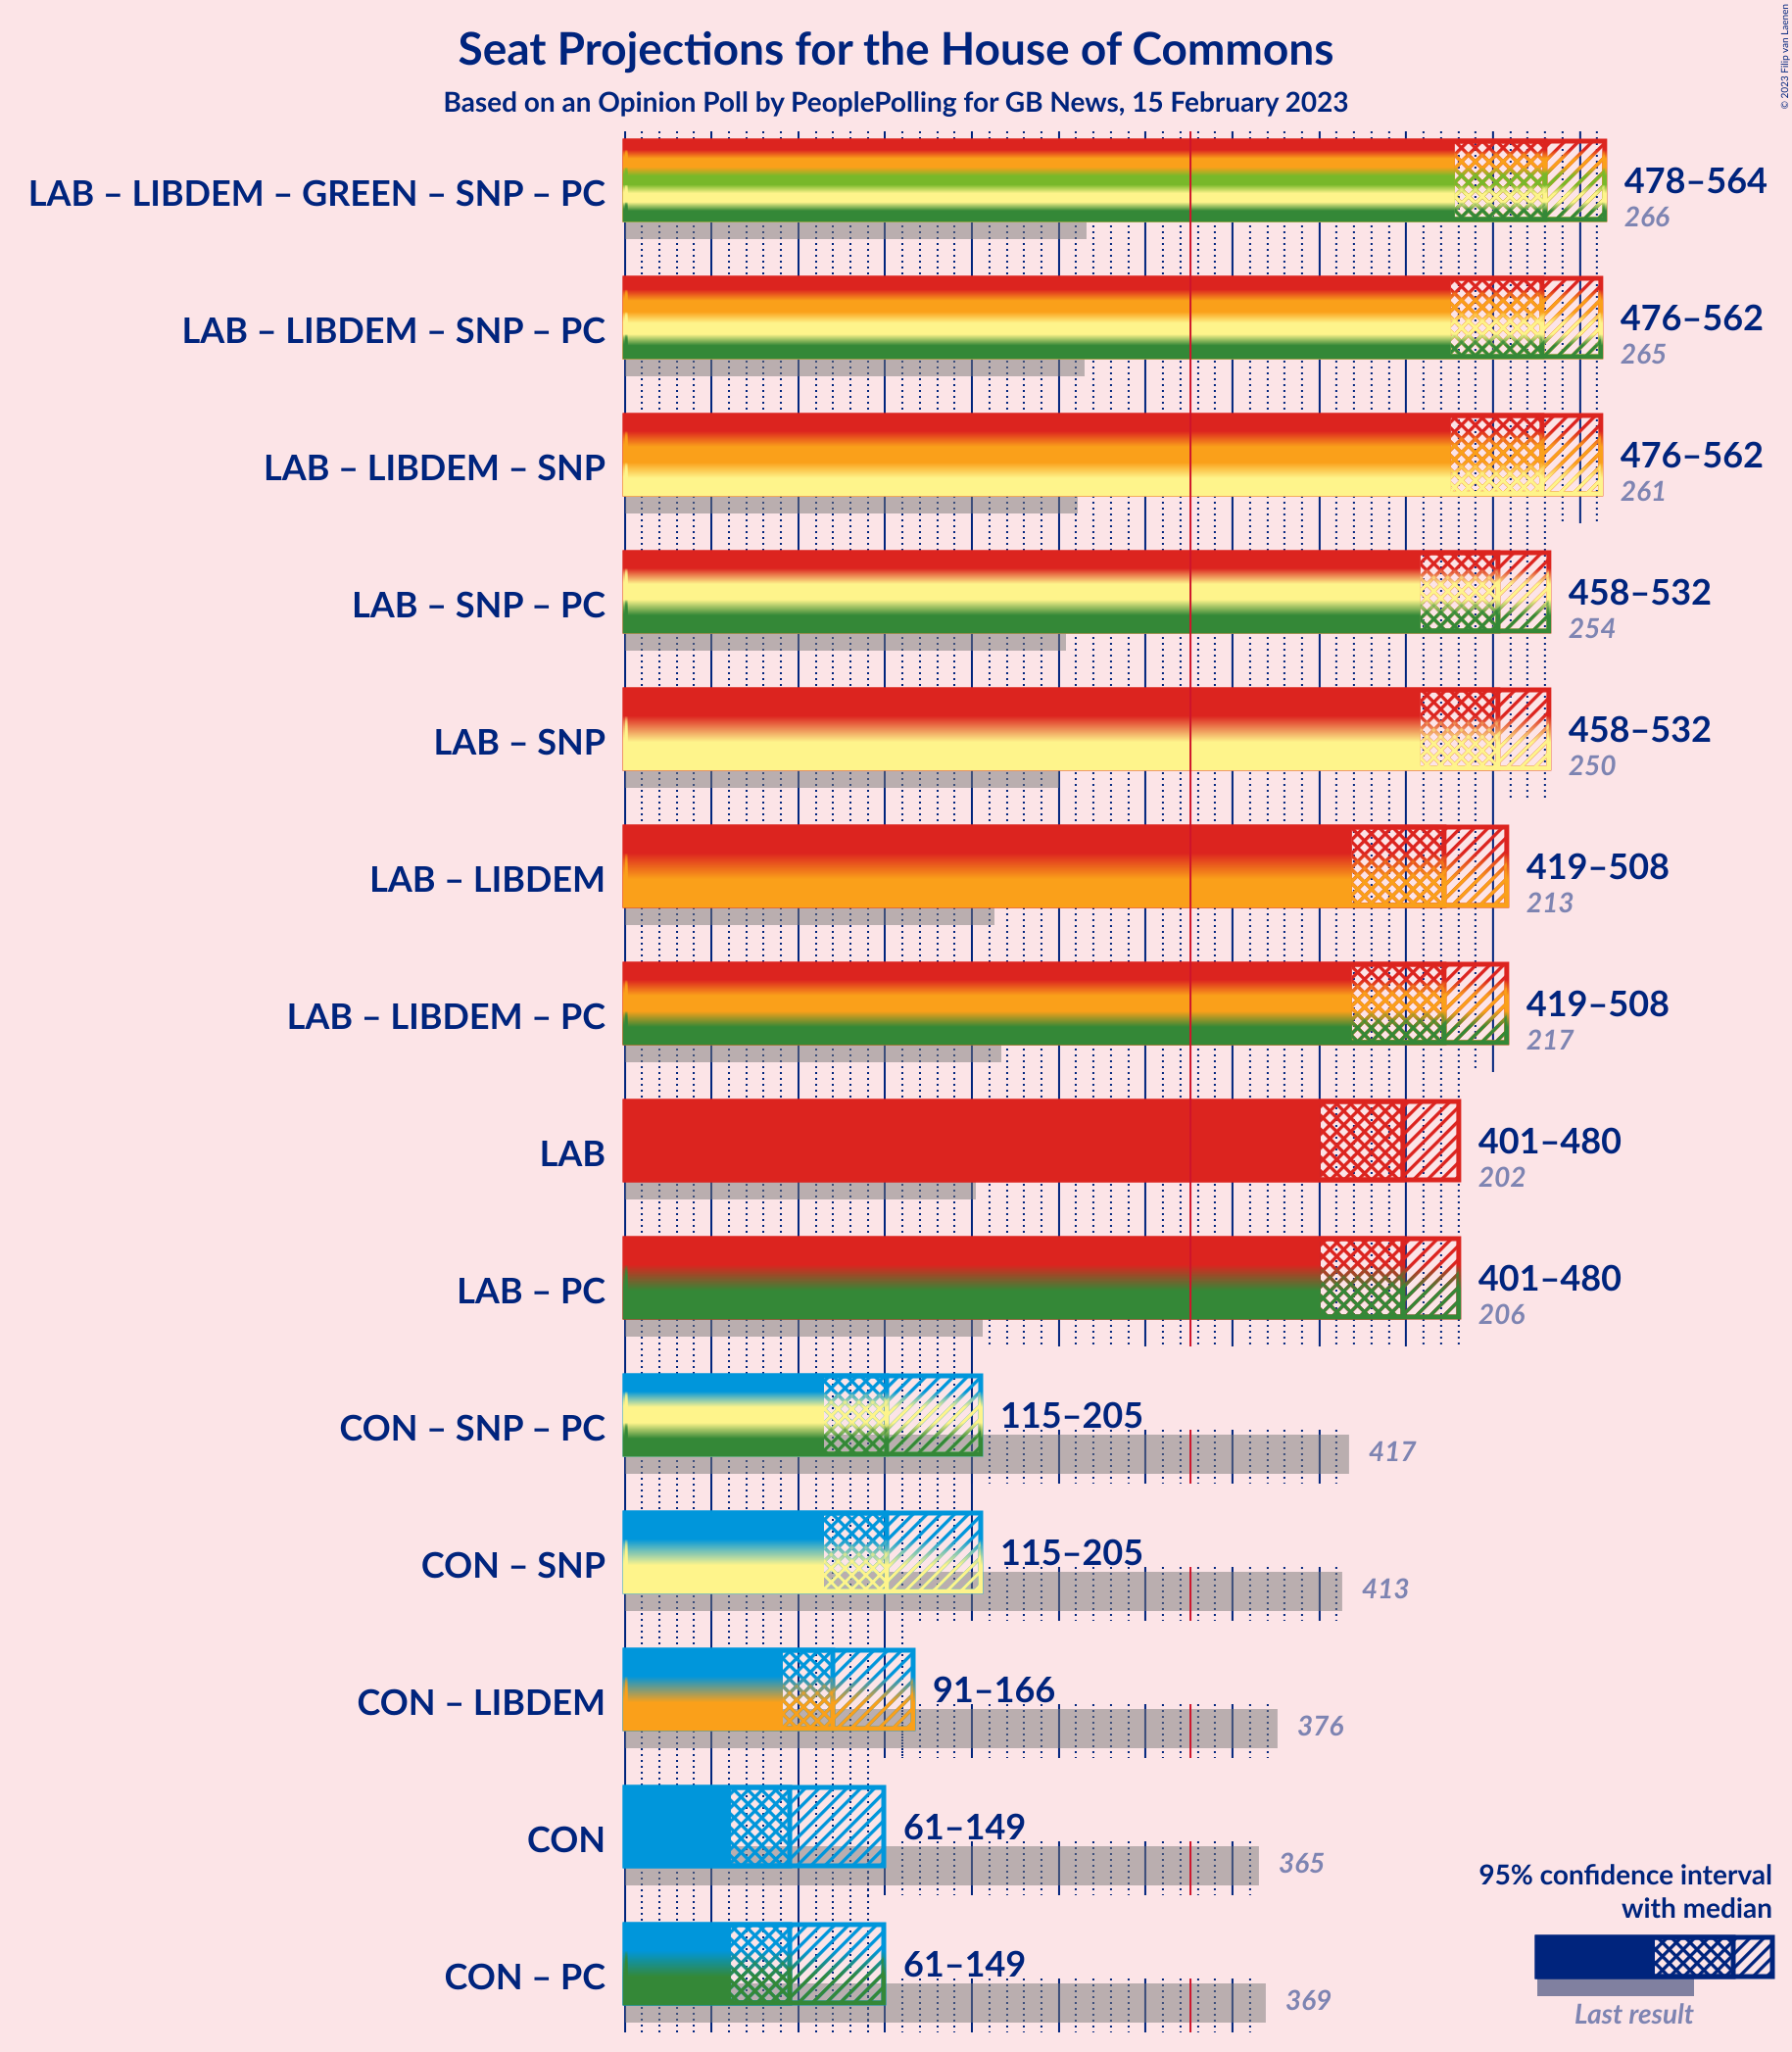 © 2023 Filip van Laenen
Seat Projections for the House of Commons
Based on an Opinion Poll by PeoplePolling for GB News, 15 February 2023
LAB – LIBDEM – GREEN – SNP – PC
478–564
266
LAB – LIBDEM – SNP – PC
476–562
265
LAB – LIBDEM – SNP
476–562
261
LAB – SNP – PC
458–532
254
LAB – SNP
458–532
250
LAB – LIBDEM
419–508
213
LAB – LIBDEM – PC
419–508
217
LAB
401–480
202
LAB – PC
401–480
206
CON – SNP – PC
115–205
417
CON – SNP
115–205
413
CON – LIBDEM
91–166
376
CON
61–149
365
CON – PC
61–149
369
95% confidence interval
with median
Last result